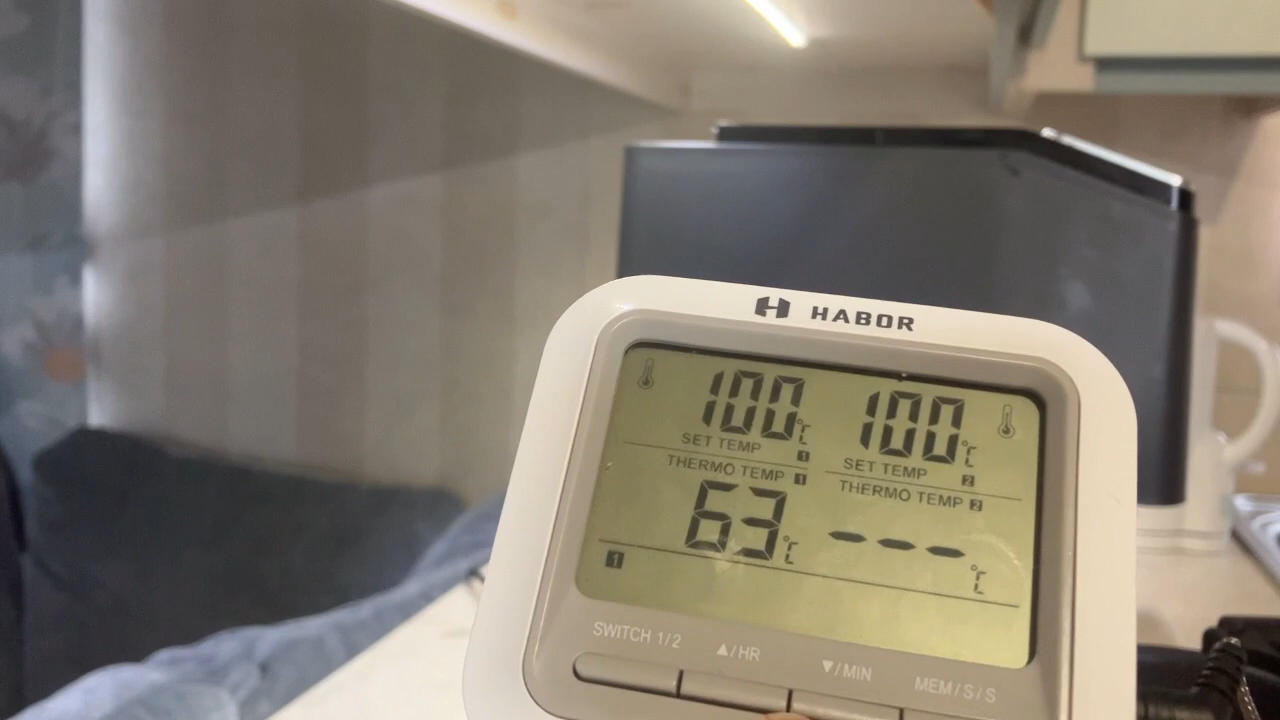 HABOR
100°C 100°C
SET TEMP 1 SET TEMP 2
THERMO TEMP 1 THERMO TEMP 2
63°C ---°C
1
SWITCH 1/2 ▲/HR ▼/MIN MEM/S/S